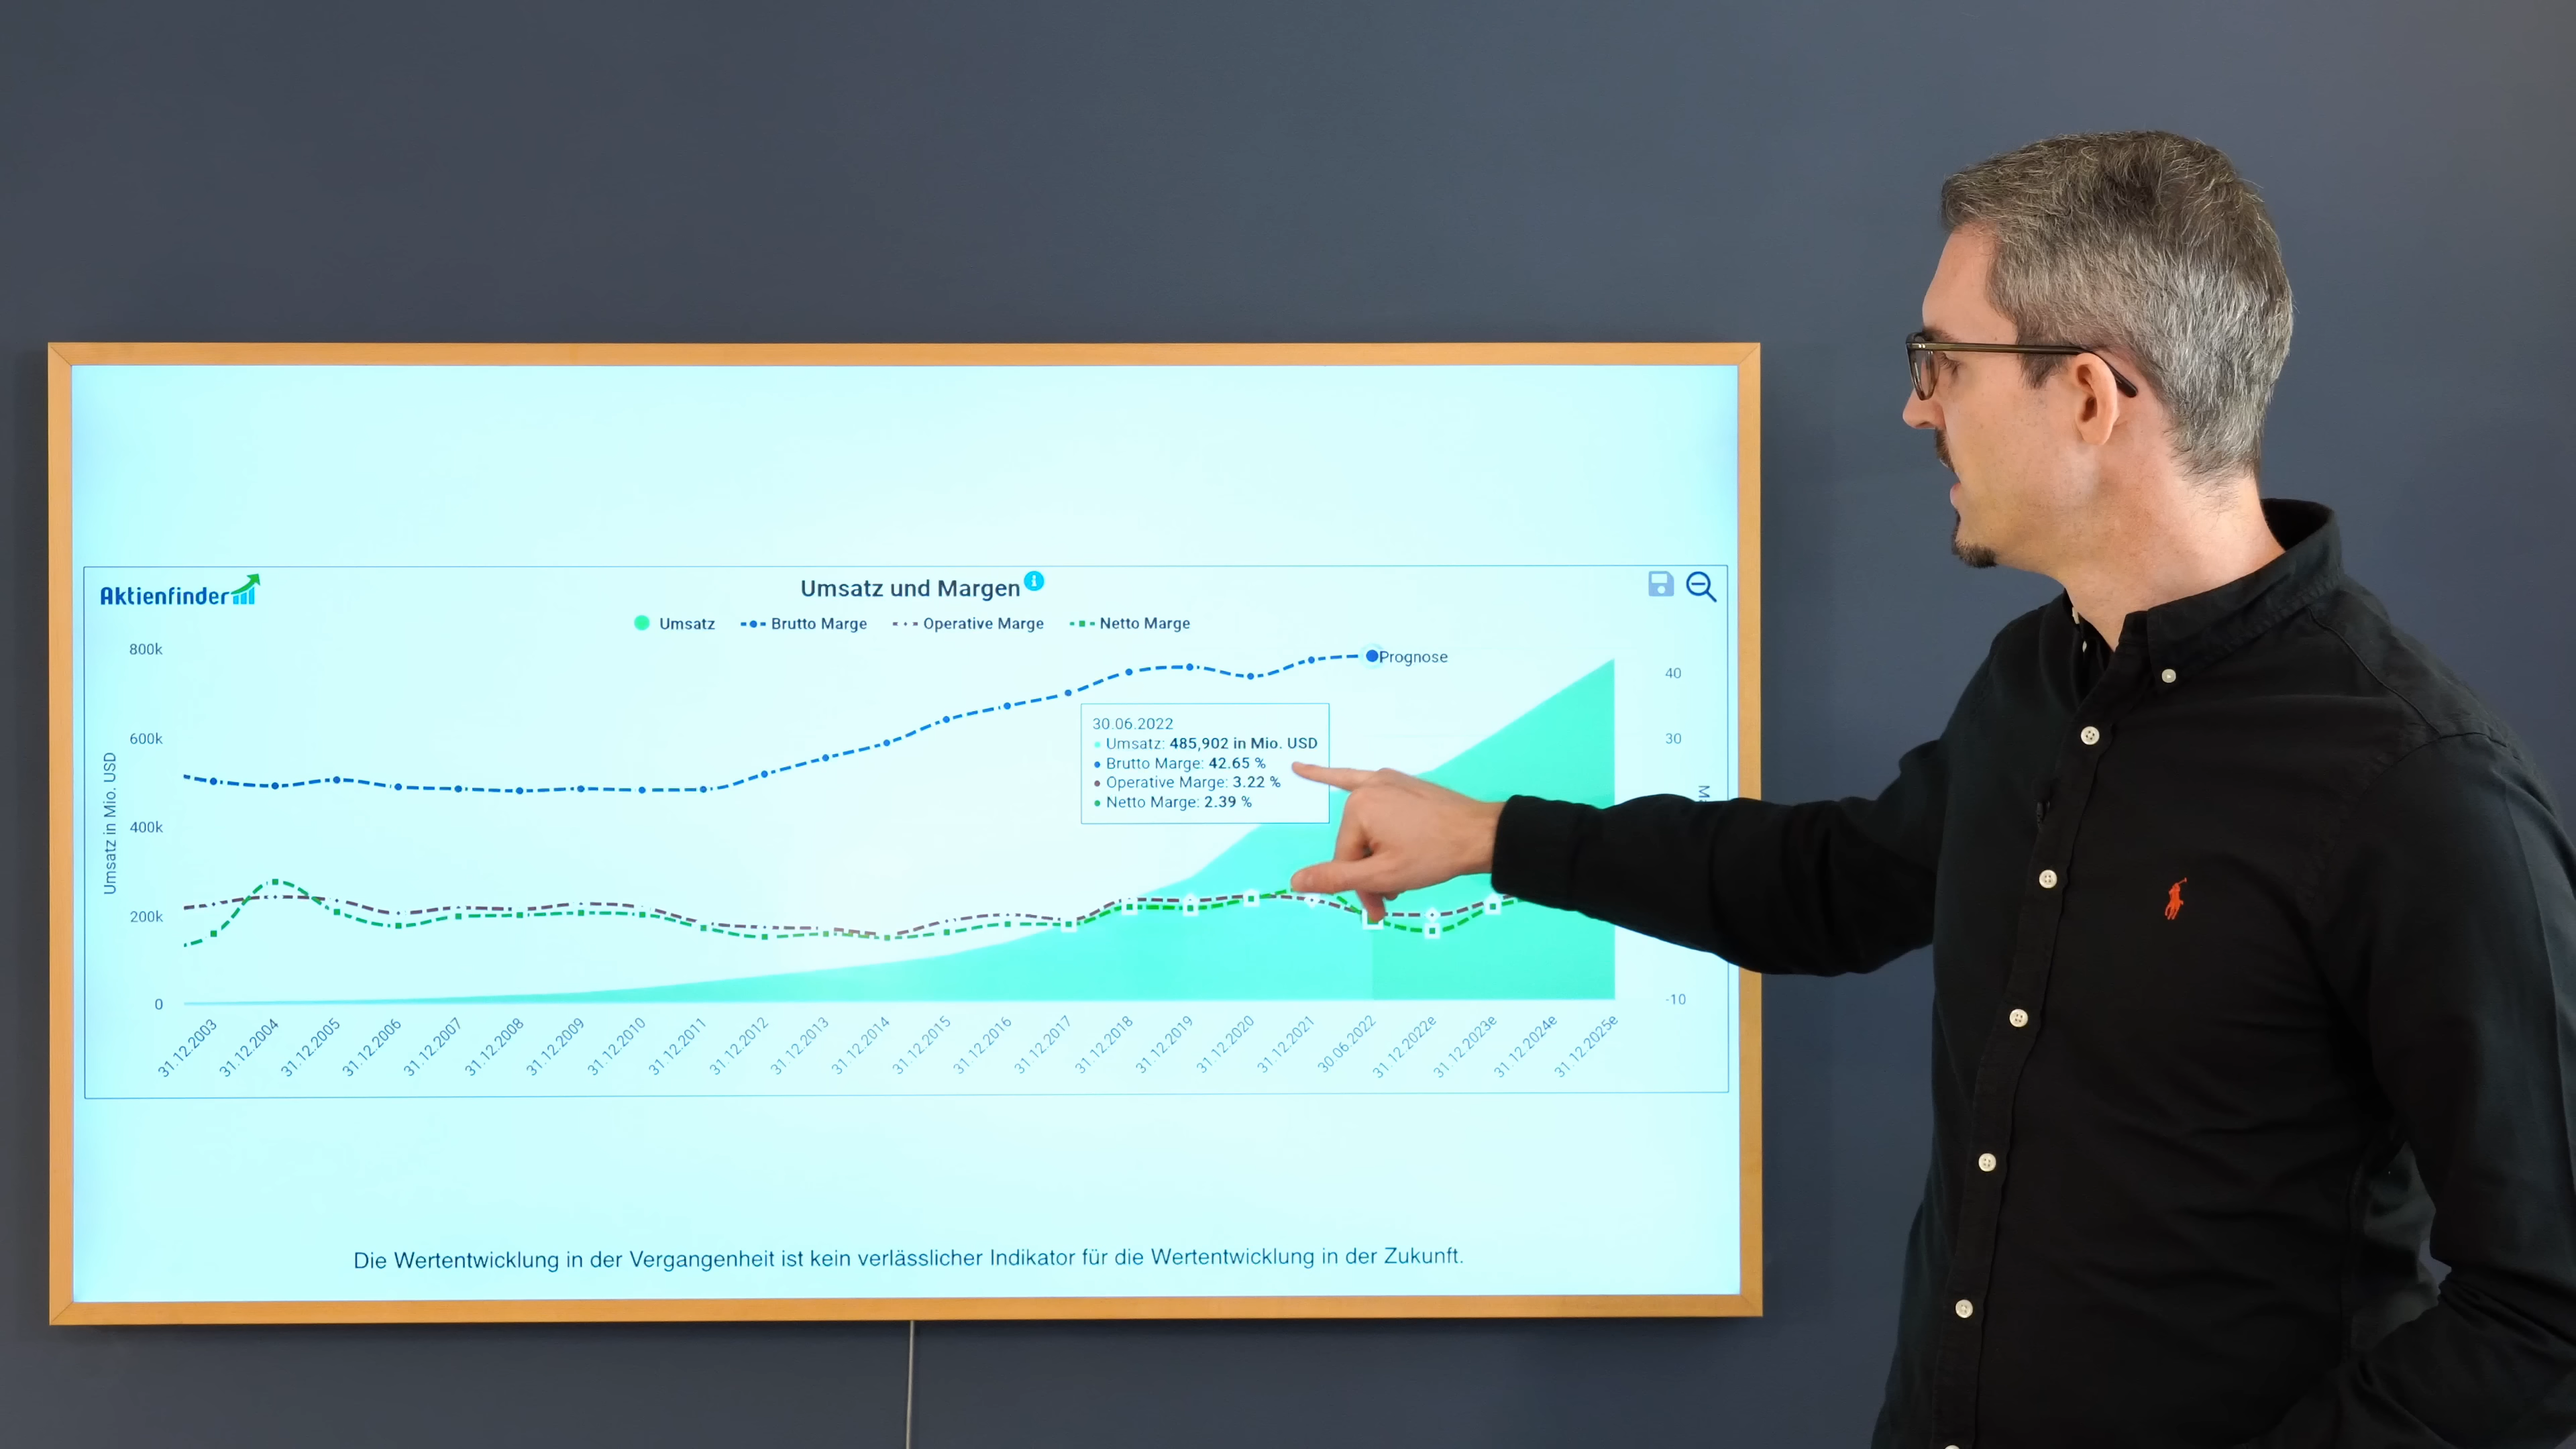 Aktienfinder
Umsatz und Margen
Umsatz Brutto Marge Operative Marge Netto Marge
800k
600k
400k
200k
0
Umsatz in Mio. USD
Prognose
30.06.2022
Umsatz: 485,902 in Mio. USD
Brutto Marge: 42.65 %
Operative Marge: 3.22 %
Netto Marge: 2.39 %
40
30
-10
31.12.2003
31.12.2004
31.12.2005
31.12.2006
31.12.2007
31.12.2008
31.12.2009
31.12.2010
31.12.2011
31.12.2012
31.12.2013
31.12.2014
31.12.2015
31.12.2016
31.12.2017
31.12.2018
31.12.2019
31.12.2020
31.12.2021
30.06.2022
31.12.2022e
31.12.2023e
31.12.2024e
31.12.2025e
Die Wertentwicklung in der Vergangenheit ist kein verlässlicher Indikator für die Wertentwicklung in der Zukunft.